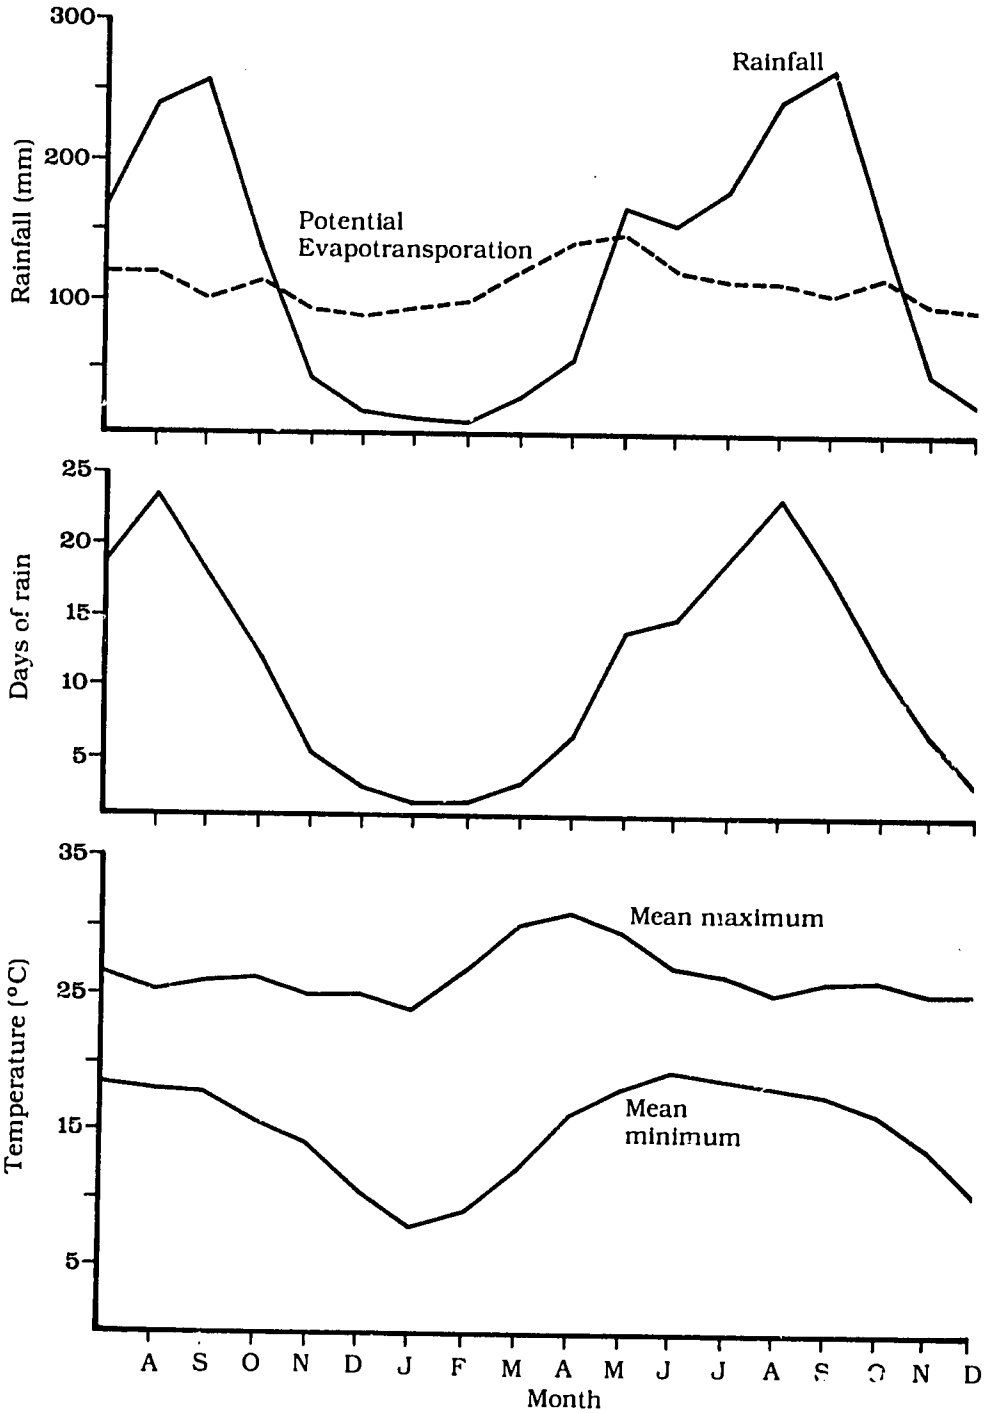 300
Rainfall
200
Rainfall (mm)
Potential
Evapotransporation
100
25
20
15
Days of rain
10
5
35
Mean maximum
25
Temperature (°C)
Mean
minimum
15
5
A S O N D J F M A M J J A S O N D
Month